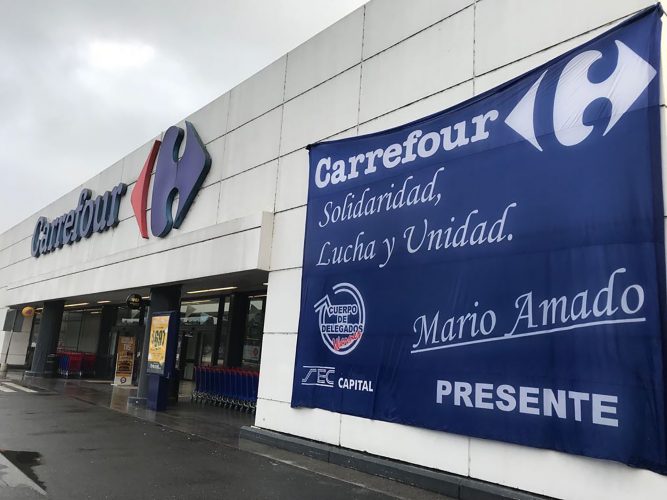 Carrefour
Carrefour
Solidaridad,
Lucha y Unidad.
CUERPO
DE
DELEGADOS
Mario Amado
SEC CAPITAL
PRESENTE